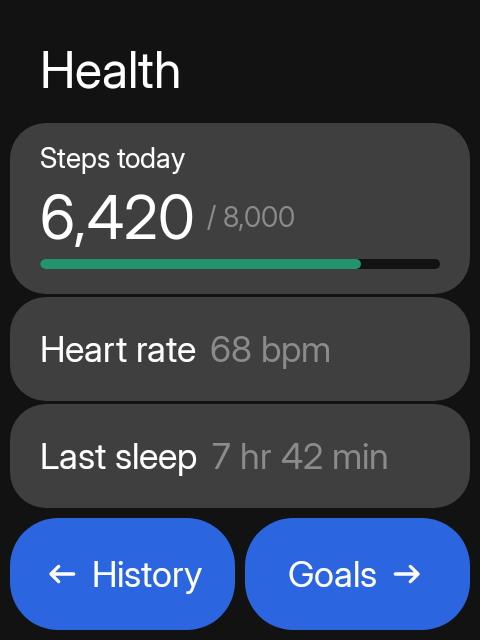 Health
Steps today
6,420 / 8,000
Heart rate 68 bpm
Last sleep 7 hr 42 min
← History
Goals →